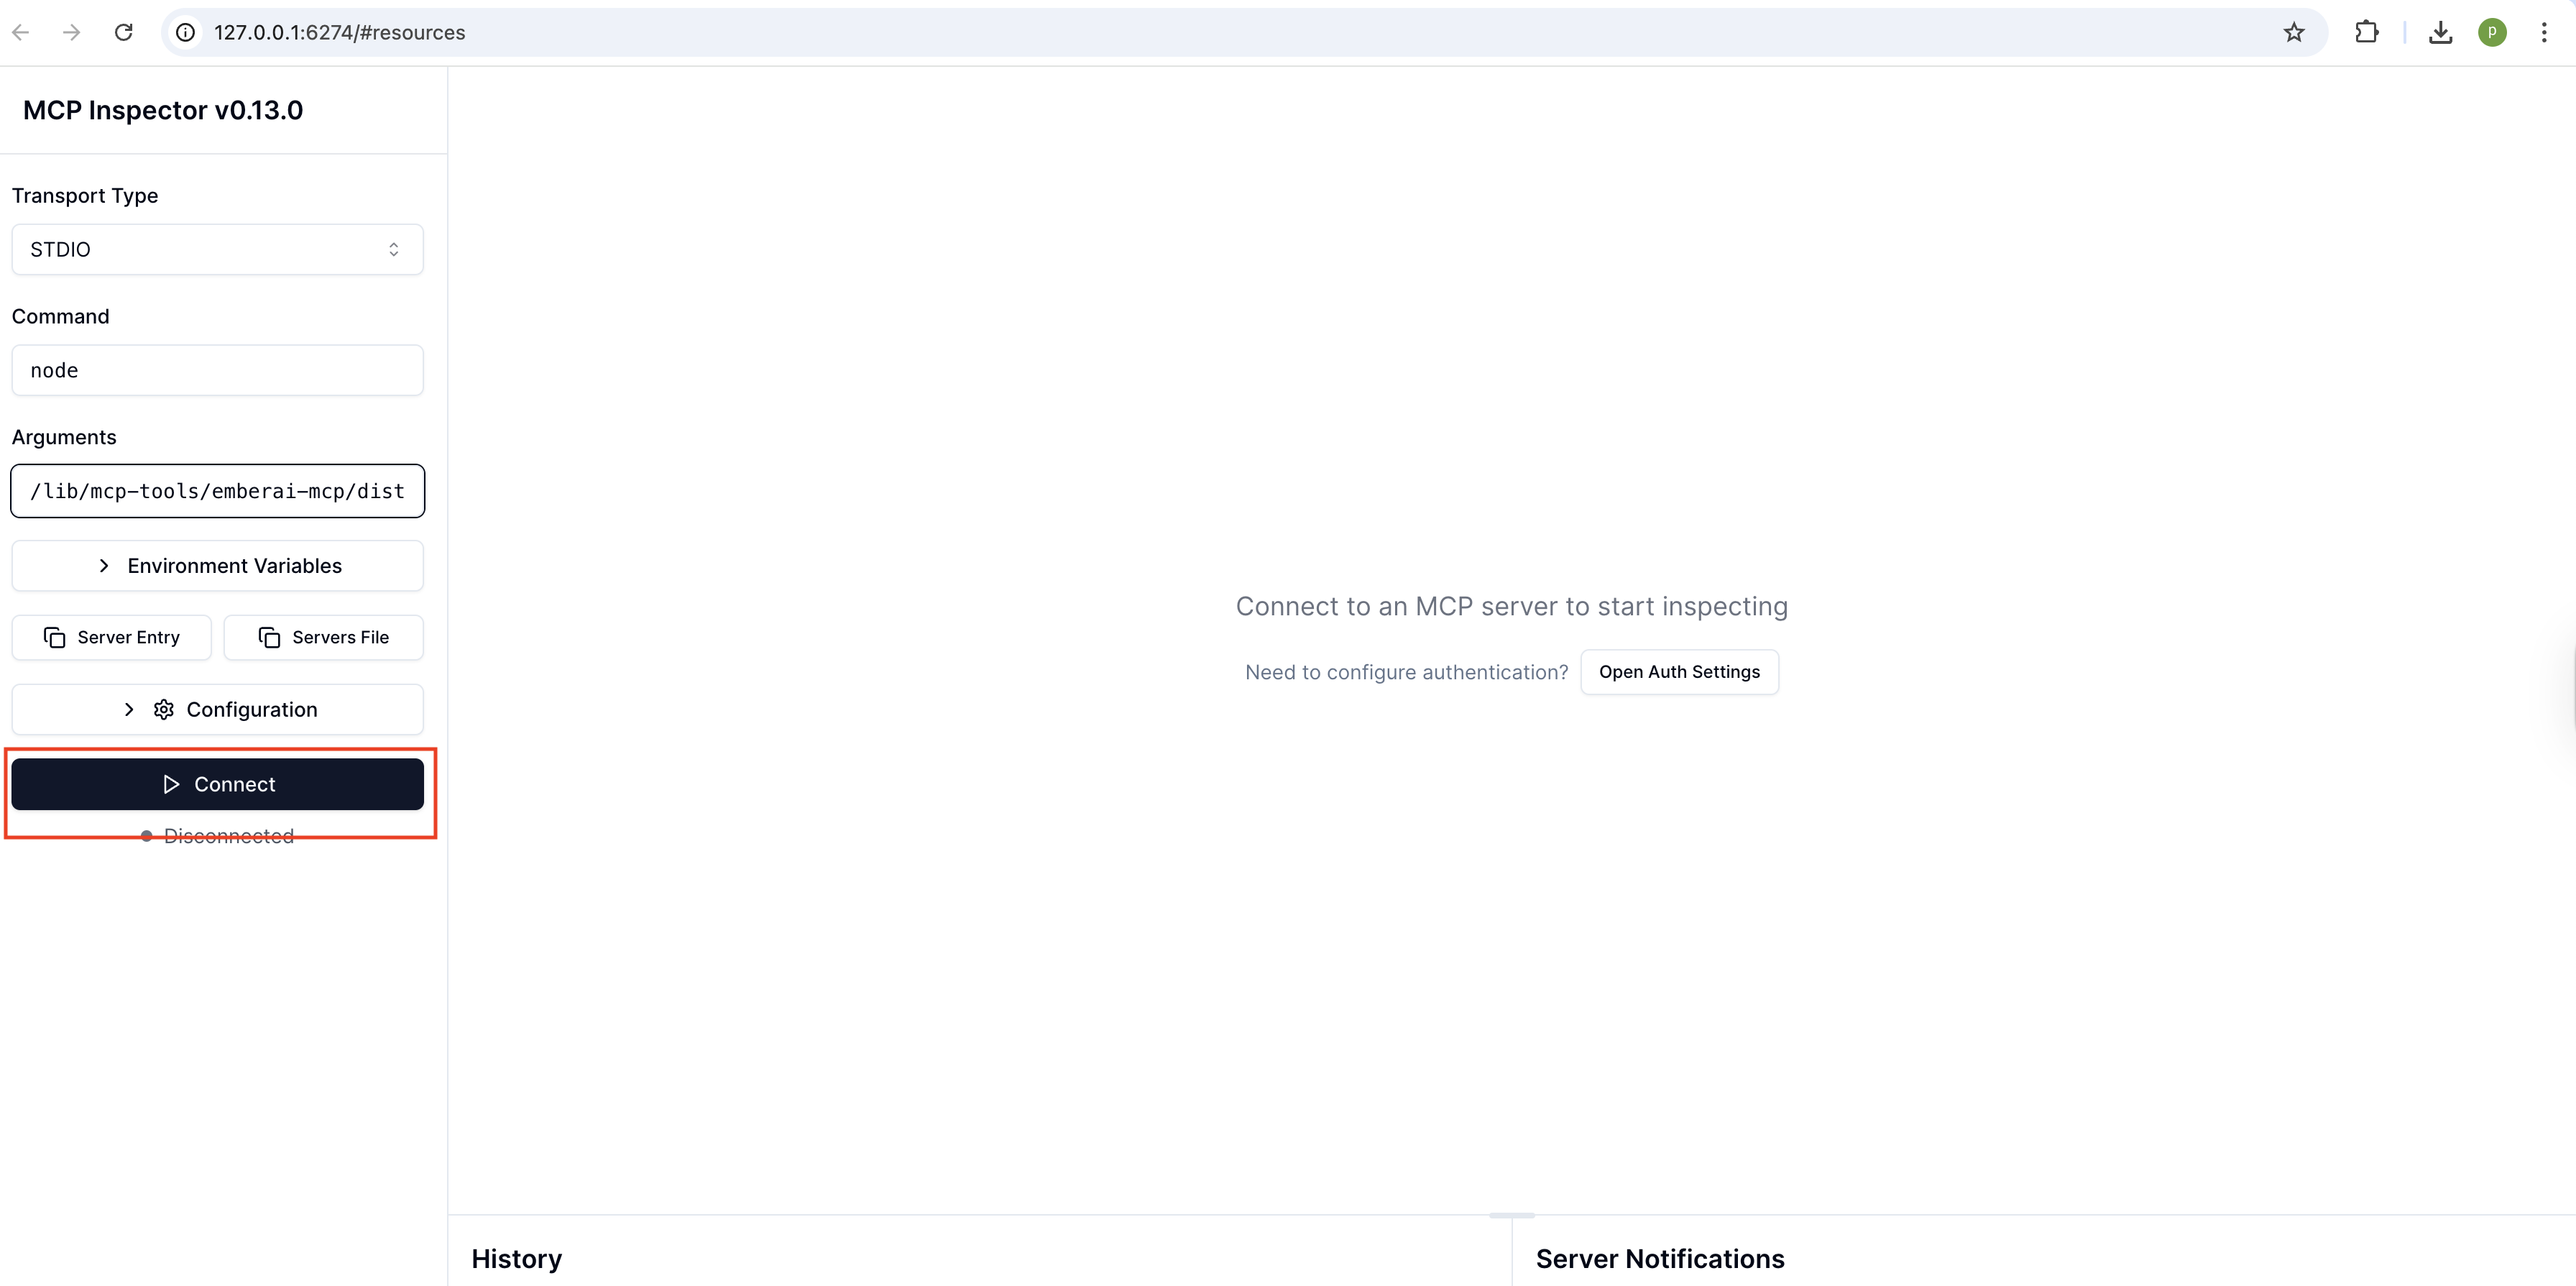 127.0.0.1:6274/#resources
p
MCP Inspector v0.13.0
Transport Type
STDIO
Command
node
Arguments
/lib/mcp-tools/emberai-mcp/dist
Environment Variables
Server Entry
Servers File
Configuration
Connect
Disconnected
Connect to an MCP server to start inspecting
Need to configure authentication?
Open Auth Settings
History
Server Notifications